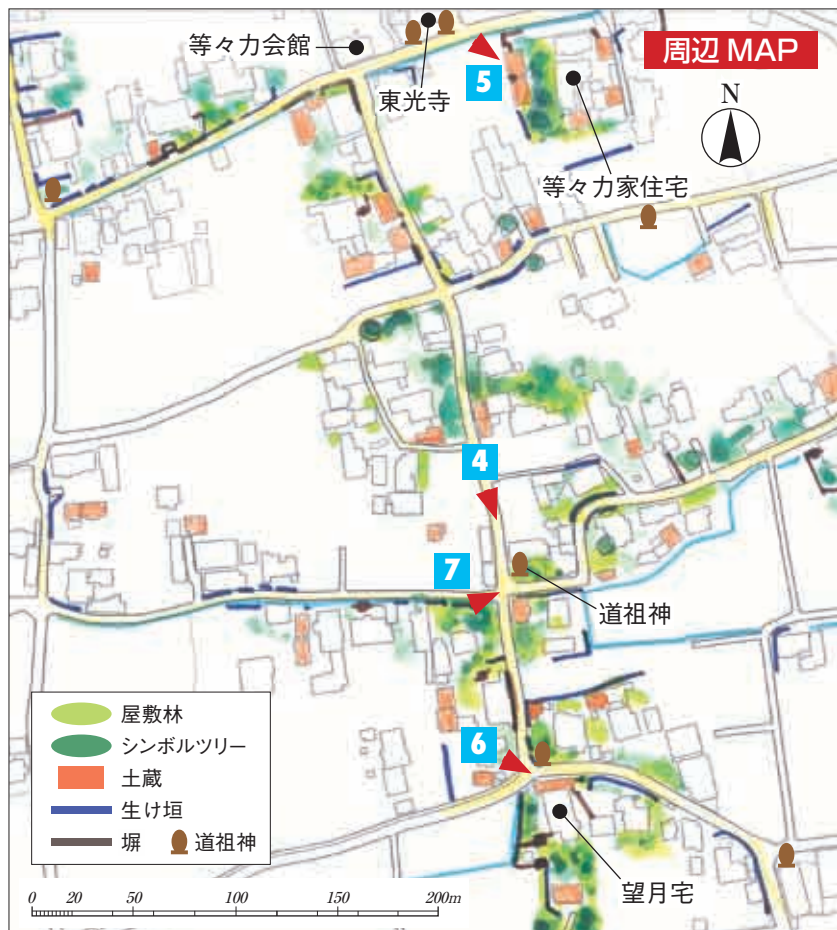 周辺 MAP
N
等々力会館
東光寺
5
等々力家住宅
4
7
道祖神
6
望月宅
屋敷林
シンボルツリー
土蔵
生け垣
塀 道祖神
0 20 50 100 150 200m